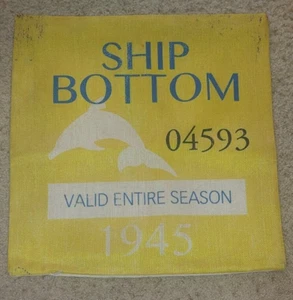 SHIP
BOTTOM
04593
VALID ENTIRE SEASON
1945